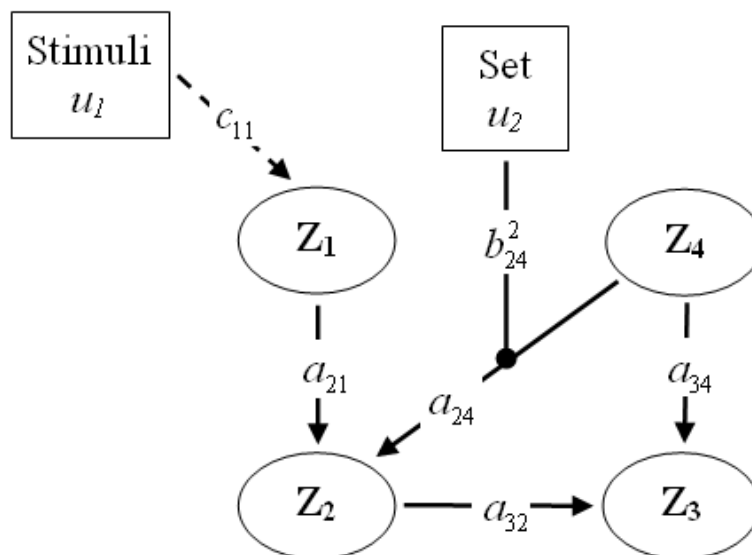 Stimuli
u₁
Set
u₂
c₁₁
Z₁
b²₂₄
Z₄
a₂₁
a₂₄
a₃₄
Z₂
a₃₂
Z₃